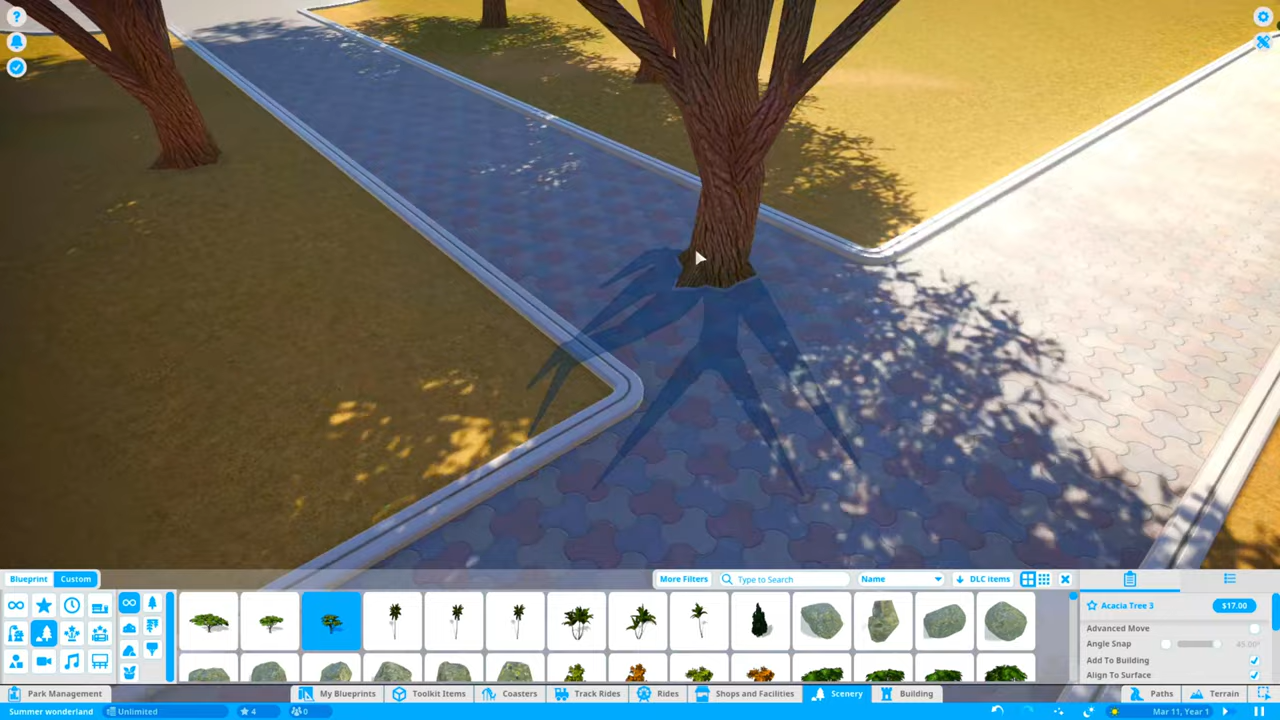 Blueprint Custom
More Filters Type to Search Name DLC items
Acacia Tree 3 $17.00
Advanced Move
Angle Snap 45.00°
Add To Building
Align To Surface
Park Management My Blueprints Toolkit Items Coasters Track Rides Rides Shops and Facilities Scenery Building Paths Terrain
Summer wonderland Unlimited 4 0 Mar 11, Year 1